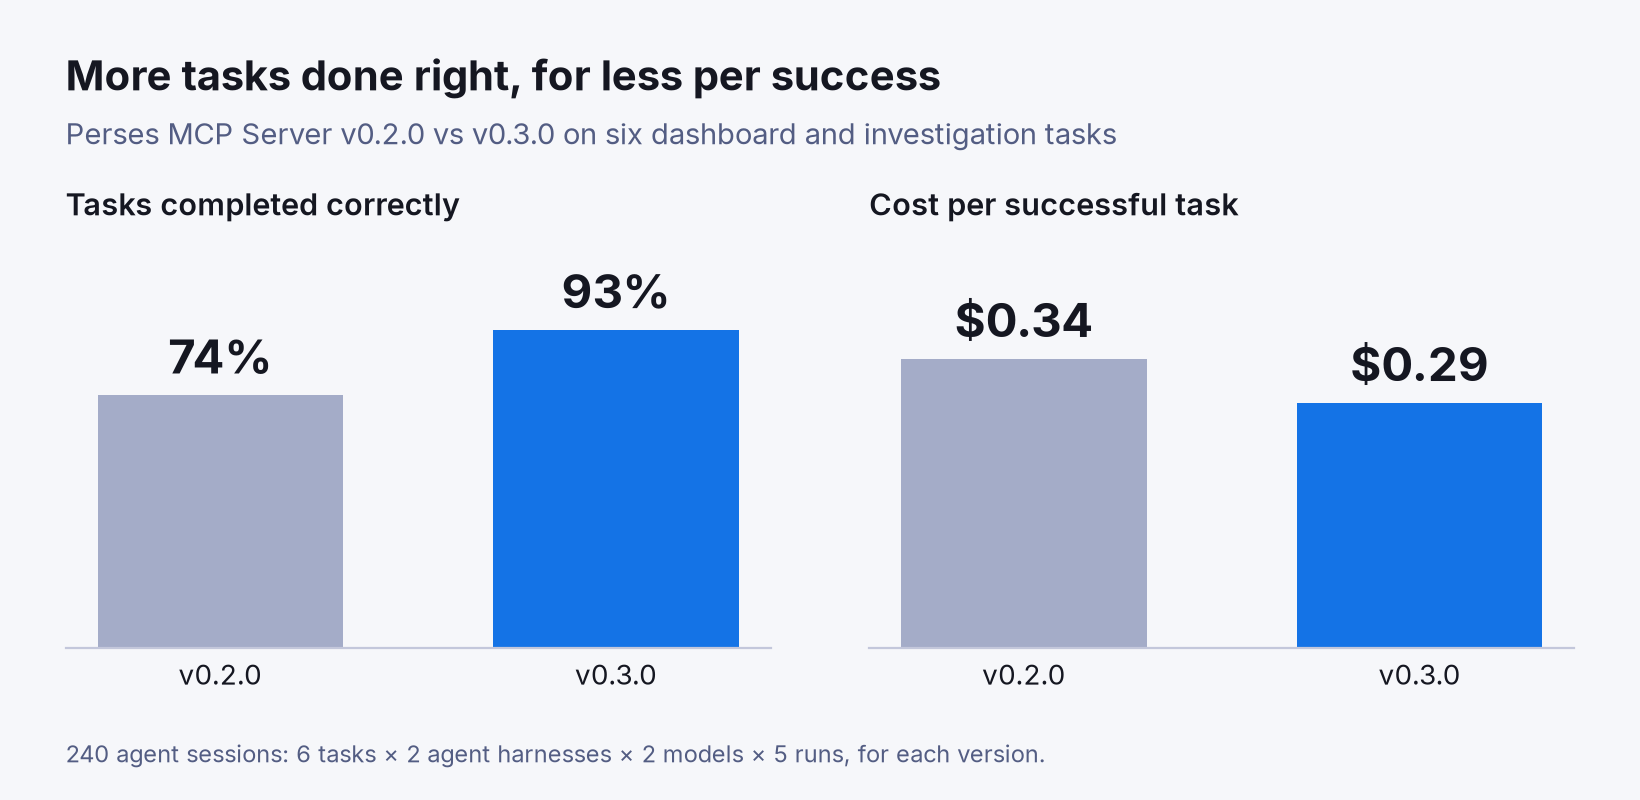 More tasks done right, for less per success
Perses MCP Server v0.2.0 vs v0.3.0 on six dashboard and investigation tasks
Tasks completed correctly
74%
93%
v0.2.0
v0.3.0
Cost per successful task
$0.34
$0.29
v0.2.0
v0.3.0
240 agent sessions: 6 tasks × 2 agent harnesses × 2 models × 5 runs, for each version.